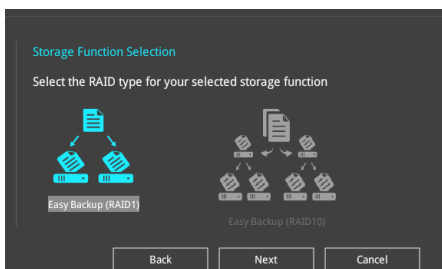 Storage Function Selection
Select the RAID type for your selected storage function
Easy Backup (RAID1)
Easy Backup (RAID10)
Back
Next
Cancel